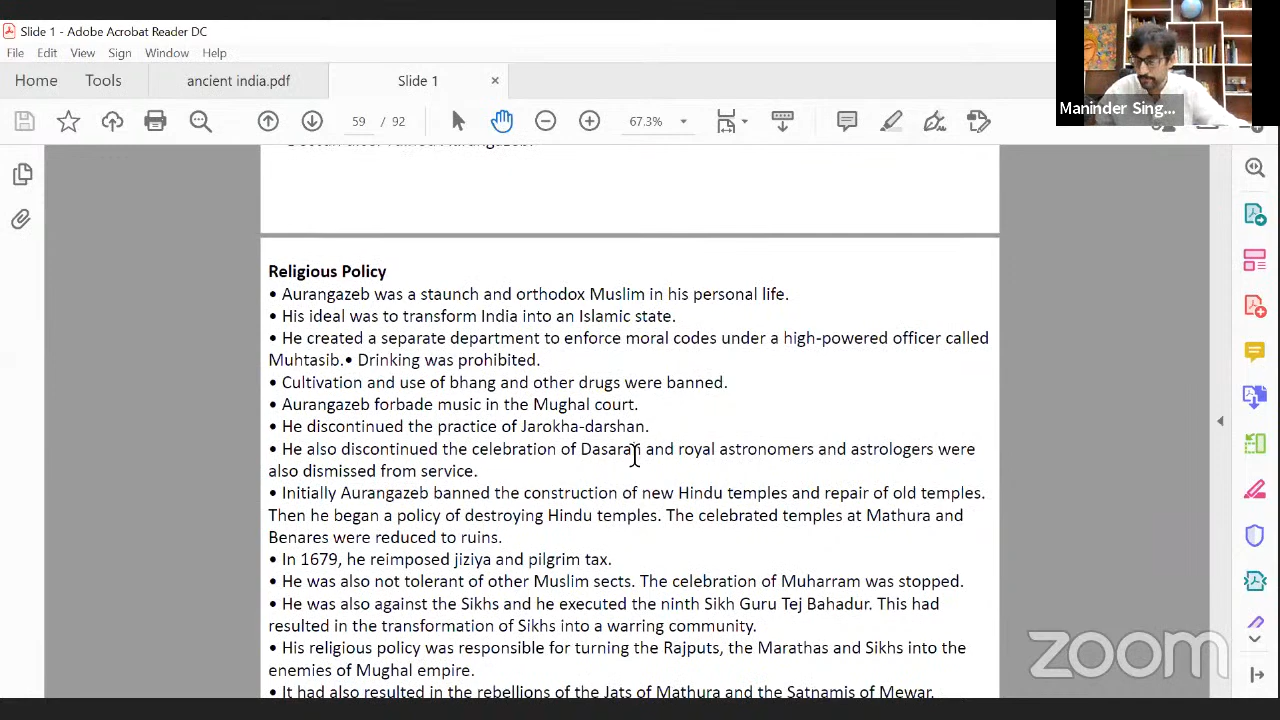 Slide 1 - Adobe Acrobat Reader DC
File Edit View Sign Window Help
Home Tools ancient india.pdf Slide 1
59 / 67.3%
Maninder Sing...
Religious Policy
• Aurangazeb was a staunch and orthodox Muslim in his personal life.
• His ideal was to transform India into an Islamic state.
• He created a separate department to enforce moral codes under a high-powered officer called
Muhtasib.• Drinking was prohibited.
• Cultivation and use of bhang and other drugs were banned.
• Aurangazeb forbade music in the Mughal court.
• He discontinued the practice of Jarokha-darshan.
• He also discontinued the celebration of Dasarah and royal astronomers and astrologers were
also dismissed from service.
• Initially Aurangazeb banned the construction of new Hindu temples and repair of old temples.
Then he began a policy of destroying Hindu temples. The celebrated temples at Mathura and
Benares were reduced to ruins.
• In 1679, he reimposed jiziya and pilgrim tax.
• He was also not tolerant of other Muslim sects. The celebration of Muharram was stopped.
• He was also against the Sikhs and he executed the ninth Sikh Guru Tej Bahadur. This had
resulted in the transformation of Sikhs into a warring community.
• His religious policy was responsible for turning the Rajputs, the Marathas and Sikhs into the
enemies of Mughal empire.
• It had also resulted in the rebellions of the Jats of Mathura and the Satnamis of Mewar.
zoom